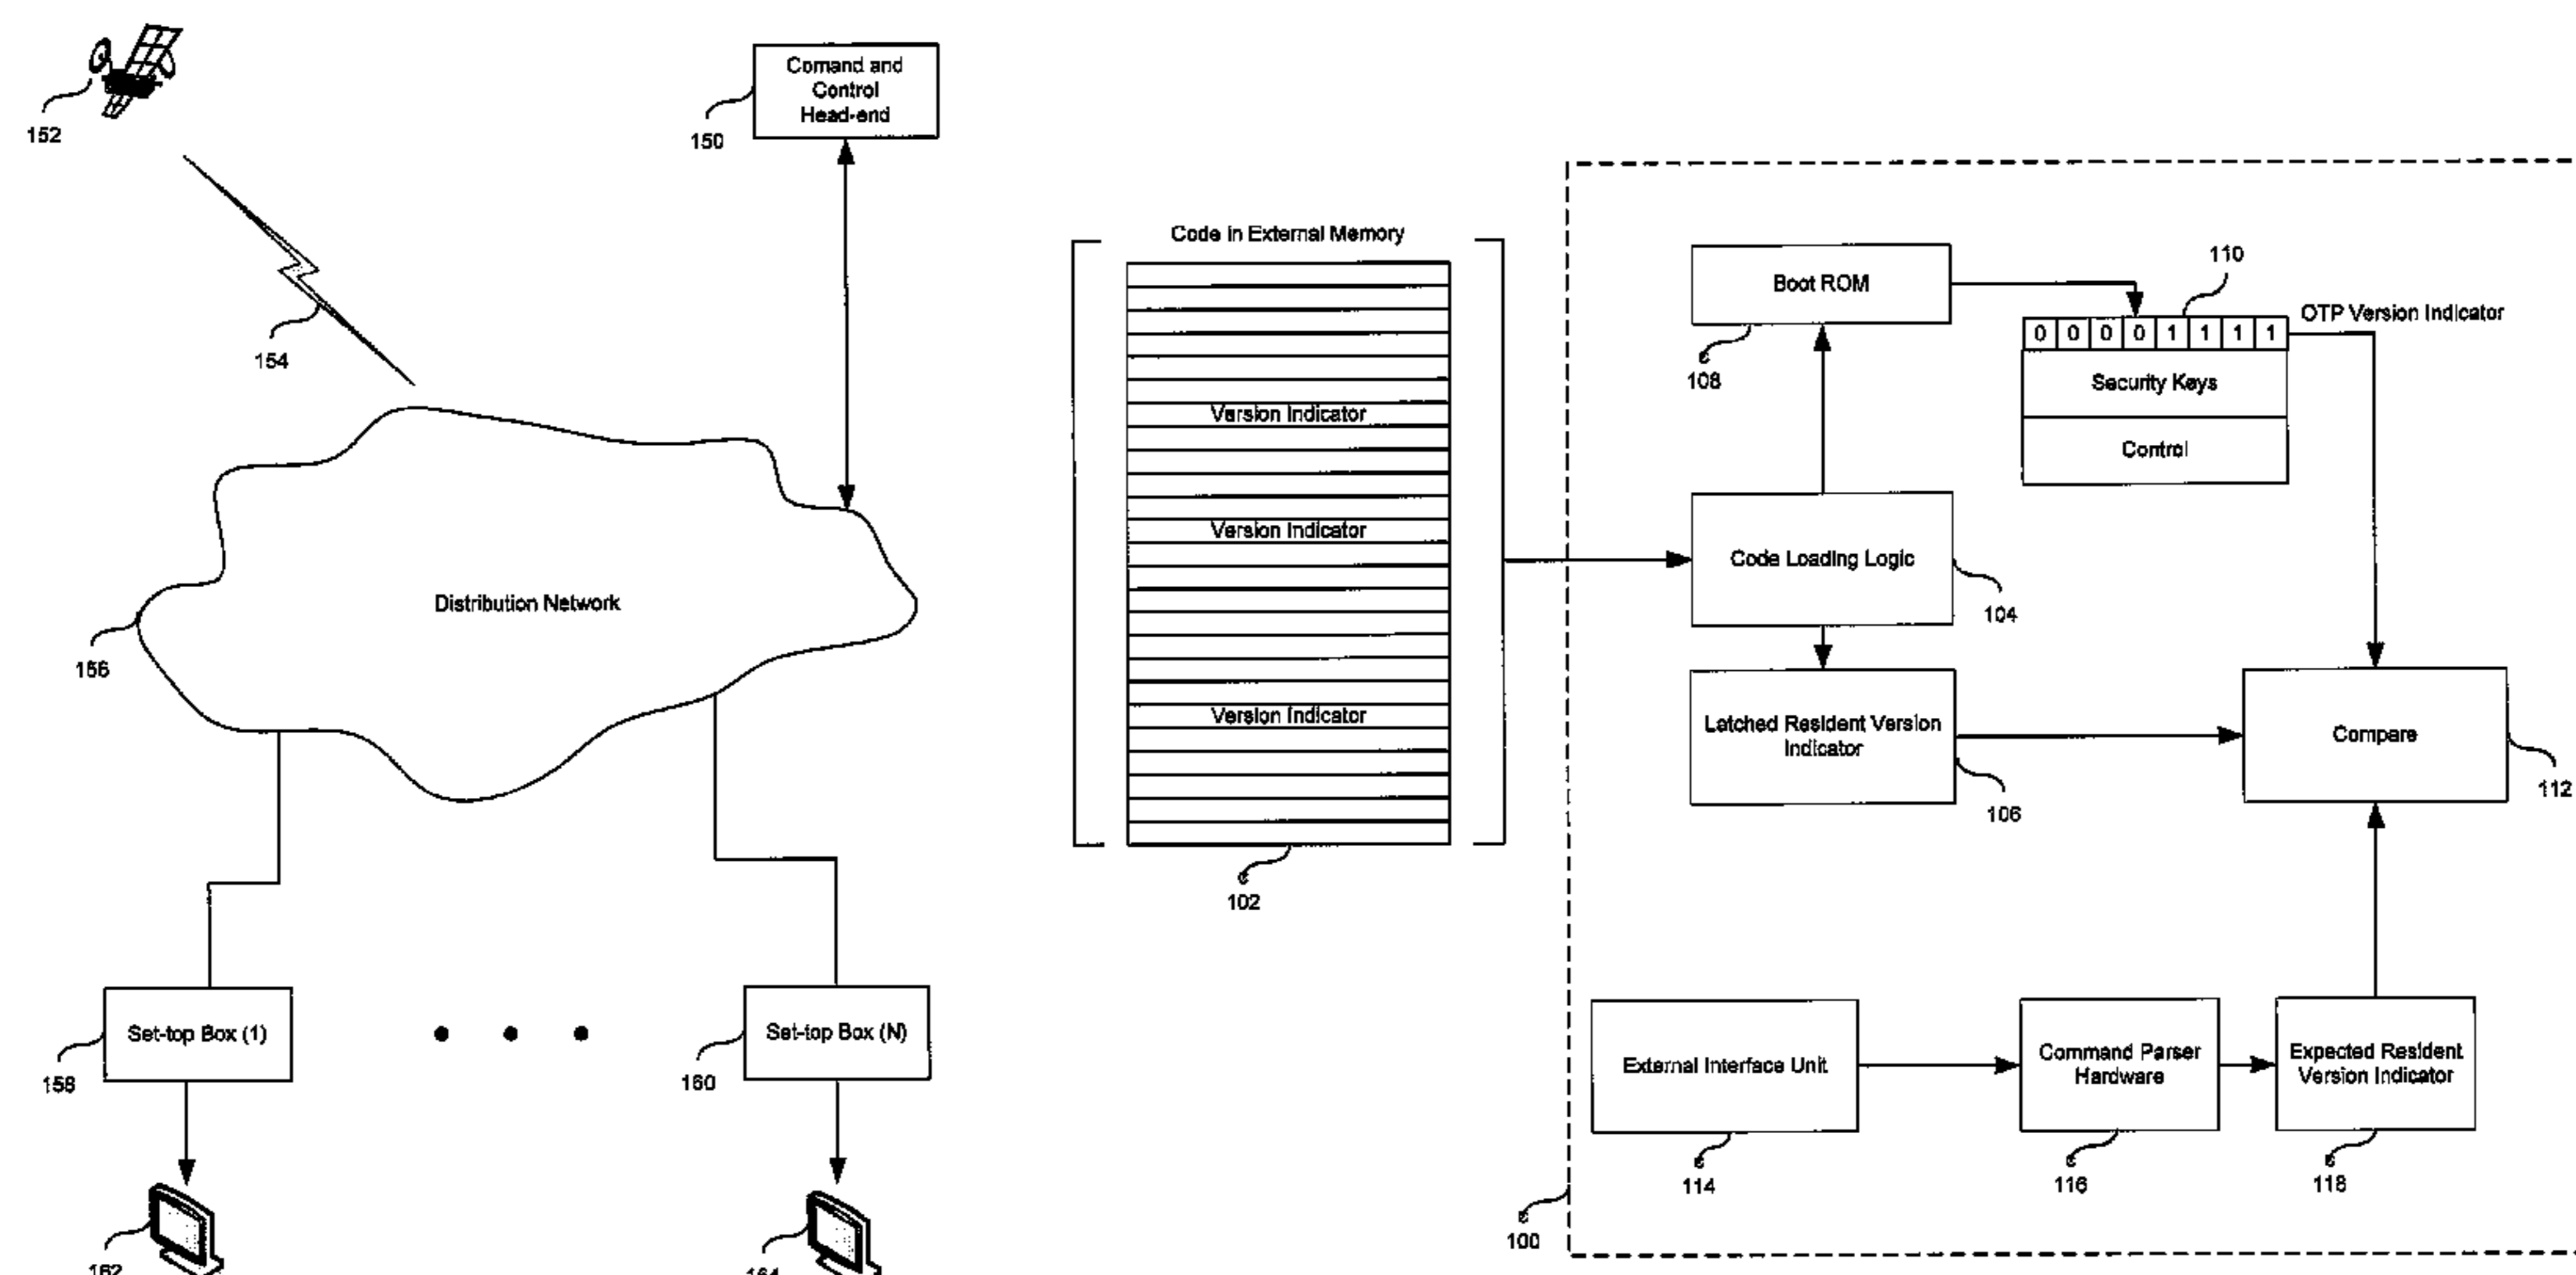 152
Comand and
Control
Head-end
150
154
Distribution Network
156
Set-top Box (1)
158
Set-top Box (N)
160
162
164
Code in External Memory
Version Indicator
Version Indicator
Version Indicator
102
Boot ROM
108
110
OTP Version Indicator
0 0 0 0 1 1 1 1
Security Keys
Control
Code Loading Logic
104
Latched Resident Version
Indicator
106
Compare
112
External Interface Unit
114
Command Parser
Hardware
116
Expected Resident
Version Indicator
118
100